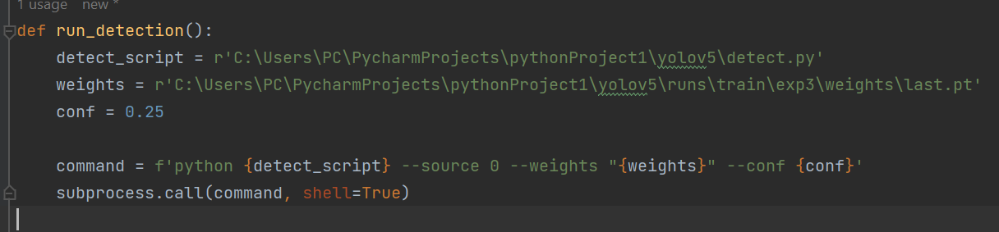 1 usage new *
def run_detection():
    detect_script = r'C:\Users\PC\PycharmProjects\pythonProject1\yolov5\detect.py'
    weights = r'C:\Users\PC\PycharmProjects\pythonProject1\yolov5\runs\train\exp3\weights\last.pt'
    conf = 0.25
    command = f'python {detect_script} --source 0 --weights "{weights}" --conf {conf}'
    subprocess.call(command, shell=True)